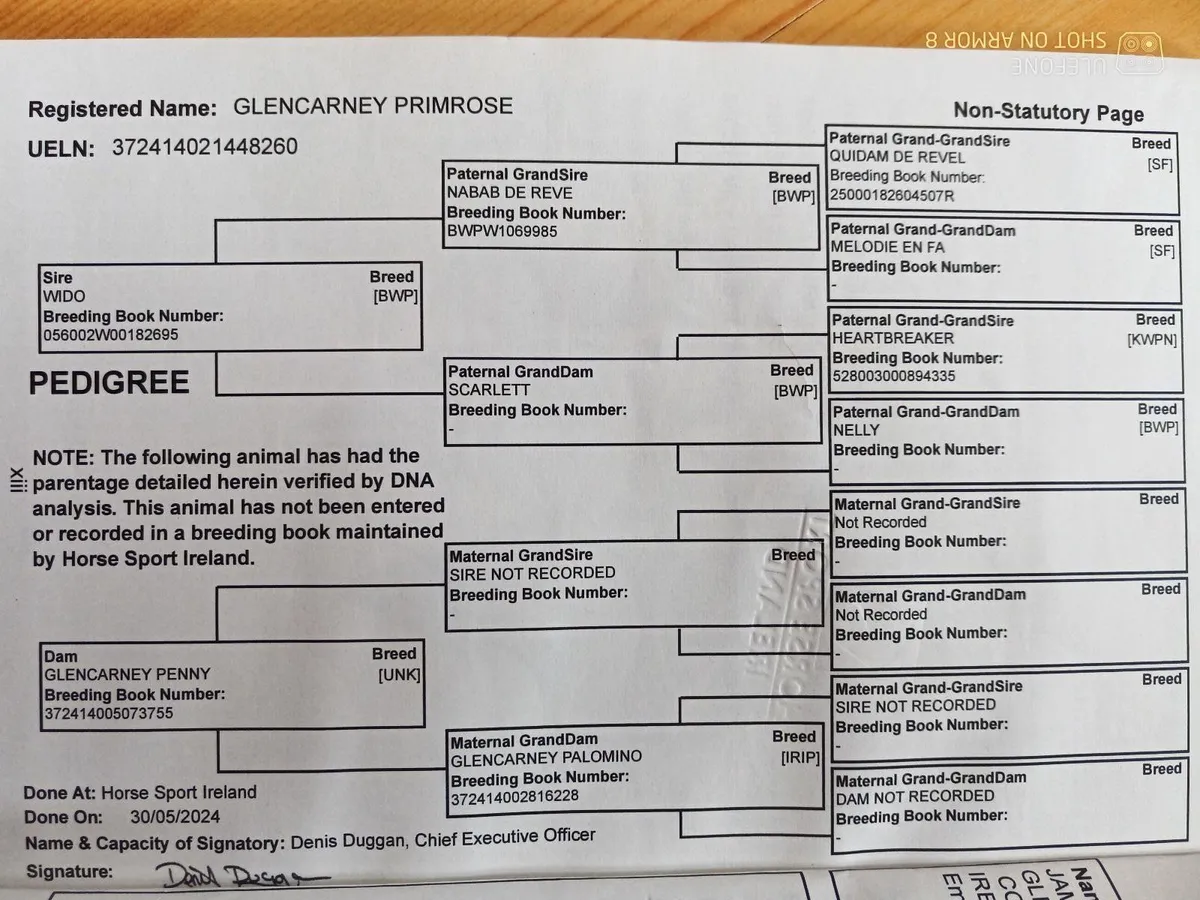 SHOT ON ARMOR 8
ULEFONE
Registered Name: GLENCARNEY PRIMROSE
UELN: 372414021448260
Non-Statutory Page
Sire
Breed
WIDO
[BWP]
Breeding Book Number:
056002W00182695
Paternal GrandSire
Breed
NABAB DE REVE
[BWP]
Breeding Book Number:
BWPW1069985
Paternal Grand-GrandSire
Breed
QUIDAM DE REVEL
[SF]
Breeding Book Number:
25000182604507R
Paternal Grand-GrandDam
Breed
MELODIE EN FA
[SF]
Breeding Book Number:
-
Paternal GrandDam
Breed
SCARLETT
[BWP]
Breeding Book Number:
-
Paternal Grand-GrandSire
Breed
HEARTBREAKER
[KWPN]
Breeding Book Number:
528003000894335
Paternal Grand-GrandDam
Breed
NELLY
[BWP]
Breeding Book Number:
-
PEDIGREE
NOTE: The following animal has had the
parentage detailed herein verified by DNA
analysis. This animal has not been entered
or recorded in a breeding book maintained
by Horse Sport Ireland.
xiii
Dam
Breed
GLENCARNEY PENNY
[UNK]
Breeding Book Number:
372414005073755
Maternal GrandSire
Breed
SIRE NOT RECORDED
Breeding Book Number:
-
Maternal Grand-GrandSire
Breed
Not Recorded
Breeding Book Number:
-
Maternal Grand-GrandDam
Breed
Not Recorded
Breeding Book Number:
-
Maternal GrandDam
Breed
GLENCARNEY PALOMINO
[IRIP]
Breeding Book Number:
372414002816228
Maternal Grand-GrandSire
Breed
SIRE NOT RECORDED
Breeding Book Number:
-
Maternal Grand-GrandDam
Breed
DAM NOT RECORDED
Breeding Book Number:
-
Done At: Horse Sport Ireland
Done On: 30/05/2024
Name & Capacity of Signatory: Denis Duggan, Chief Executive Officer
Signature: Denis Duggan